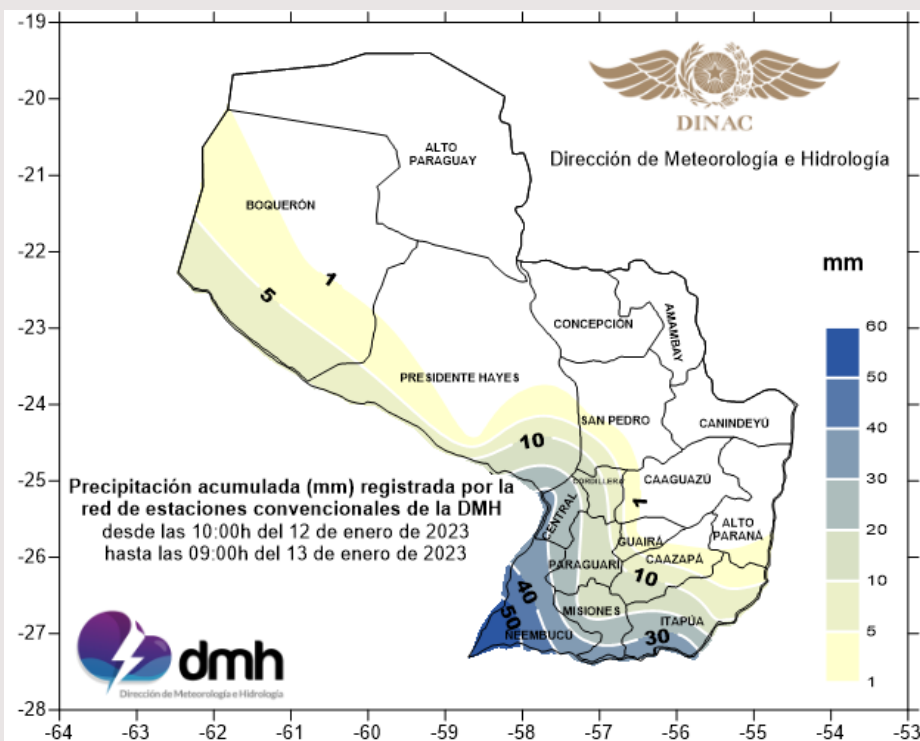 -19
-20
-21
-22
-23
-24
-25
-26
-27
-28
-64
-63
-62
-61
-60
-59
-58
-57
-56
-55
-54
-53
DINAC
Dirección de Meteorología e Hidrología
ALTO
PARAGUAY
BOQUERÓN
1
5
PRESIDENTE HAYES
CONCEPCIÓN
AMAMBAY
SAN PEDRO
CANINDEYÚ
10
CORDILLERA
CAAGUAZÚ
1
CENTRAL
ALTO
PARANÁ
GUAIRÁ
CAAZAPÁ
PARAGUARÍ
10
40
MISIONES
50
ITAPÚA
ÑEEMBUCÚ
30
mm
60
50
40
30
20
10
5
1
Precipitación acumulada (mm) registrada por la
red de estaciones convencionales de la DMH
desde las 10:00h del 12 de enero de 2023
hasta las 09:00h del 13 de enero de 2023
dmh
Dirección de Meteorología e Hidrología